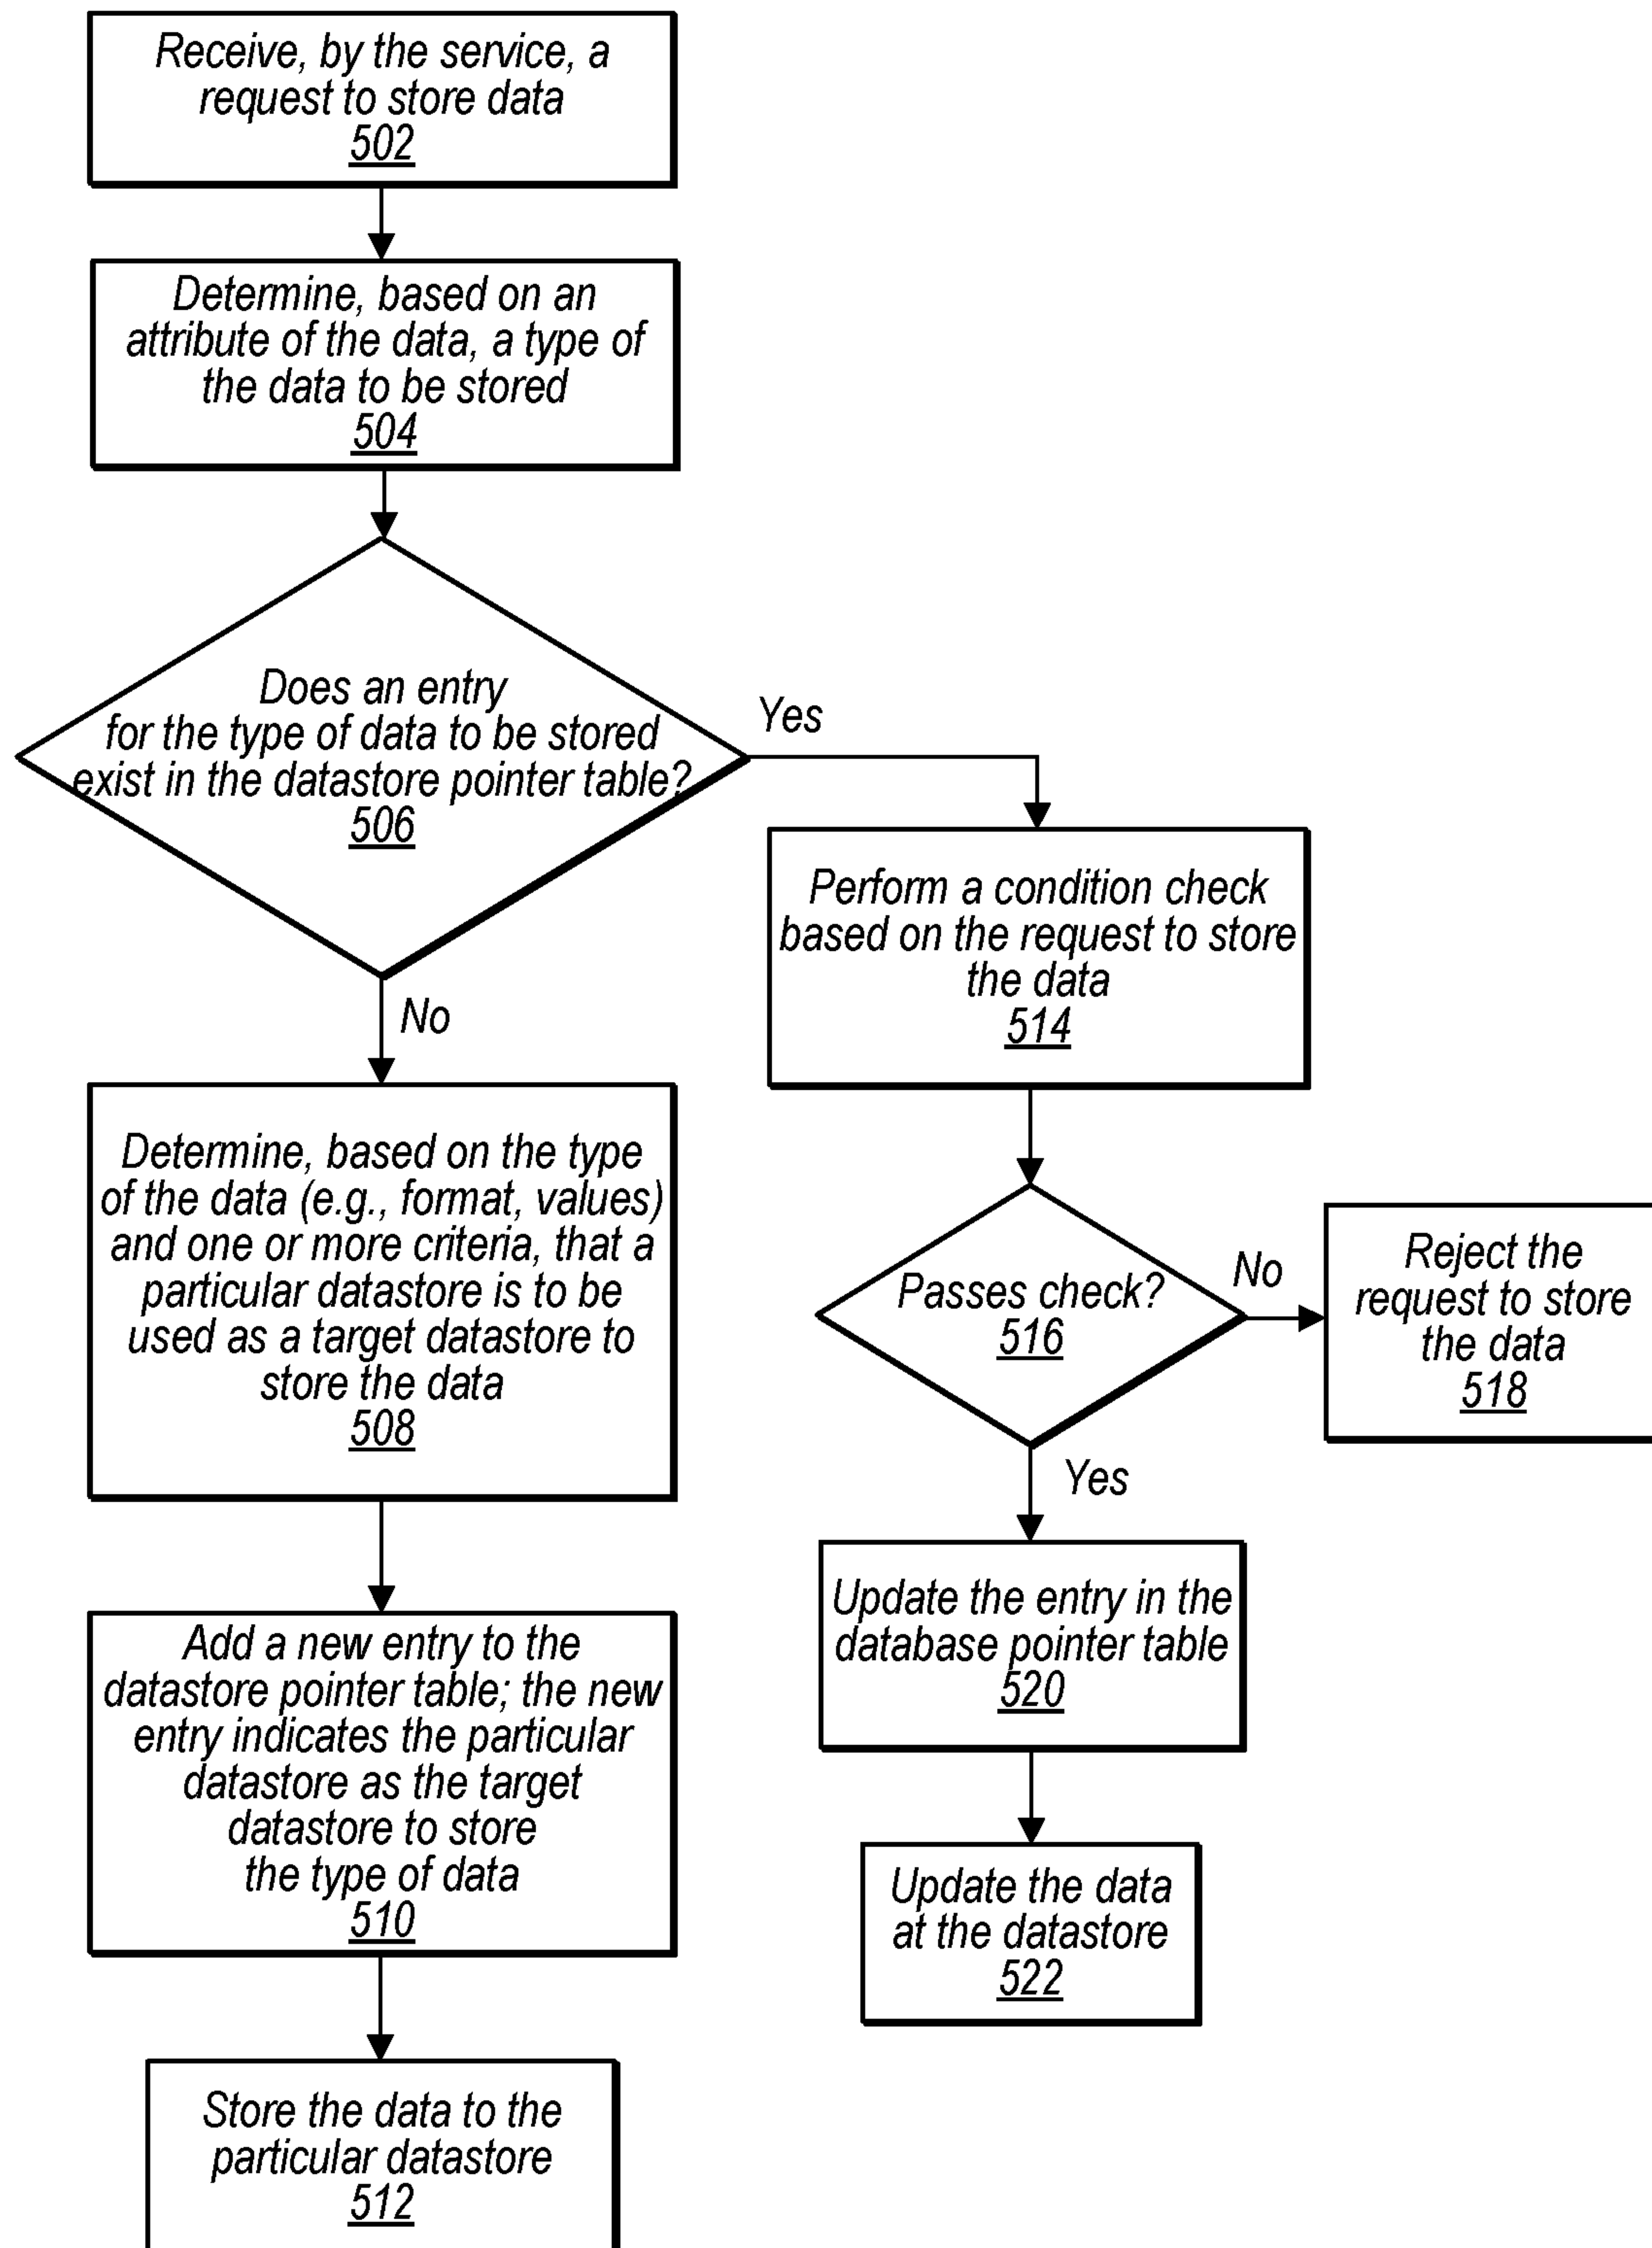 Receive, by the service, a
request to store data
502
Determine, based on an
attribute of the data, a type of
the data to be stored
504
Does an entry
for the type of data to be stored
exist in the datastore pointer table?
506
Yes
No
Determine, based on the type
of the data (e.g., format, values)
and one or more criteria, that a
particular datastore is to be
used as a target datastore to
store the data
508
Add a new entry to the
datastore pointer table; the new
entry indicates the particular
datastore as the target
datastore to store
the type of data
510
Store the data to the
particular datastore
512
Perform a condition check
based on the request to store
the data
514
Passes check?
516
No
Reject the
request to store
the data
518
Yes
Update the entry in the
database pointer table
520
Update the data
at the datastore
522